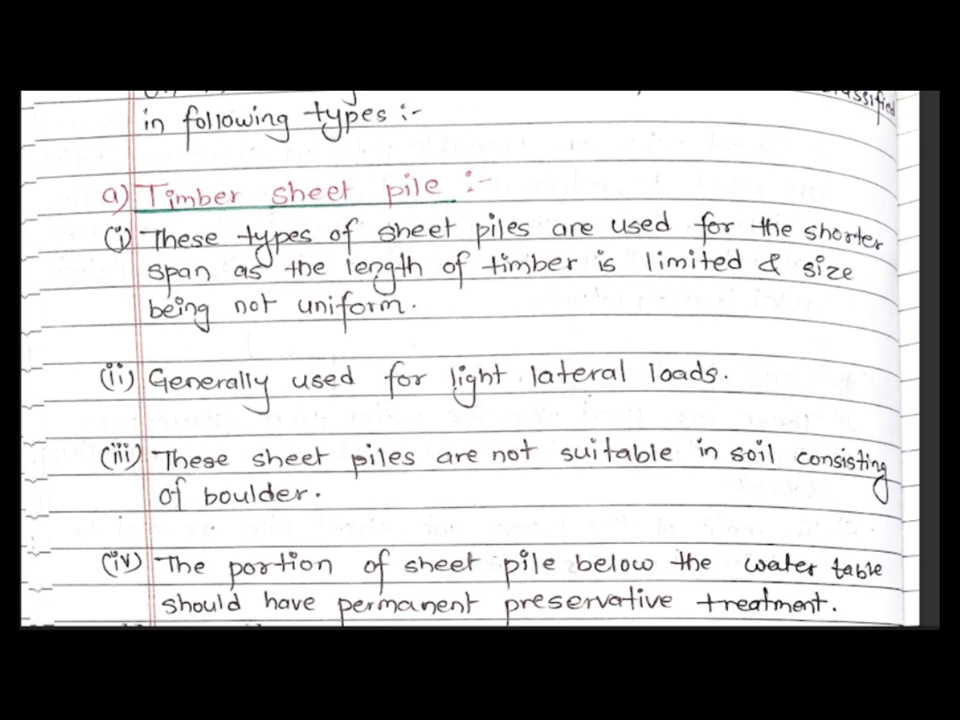 classified
in following types :-
a) Timber sheet pile :-
(i) These types of sheet piles are used for the shorter
span as the length of timber is limited & size
being not uniform.
(ii) Generally used for light lateral loads.
(iii) These sheet piles are not suitable in soil consisting
of boulder.
(iv) The portion of sheet pile below the water table
should have permanent preservative treatment.